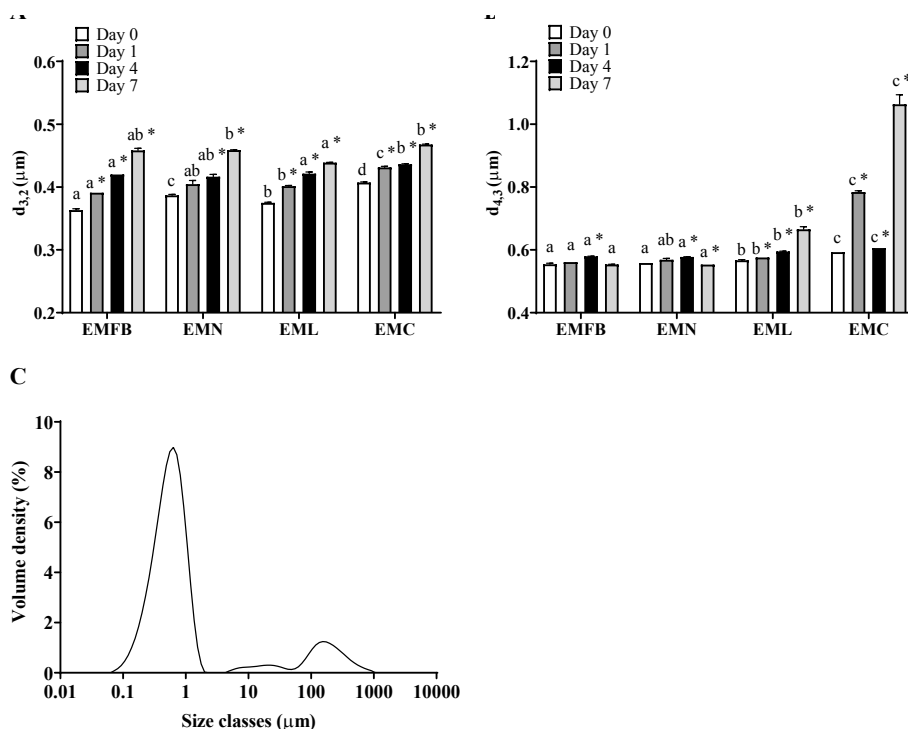 Day 0
Day 1
Day 4
Day 7
d3,2 (μm)
0.6
0.5
0.4
0.3
0.2
a a * a * ab *
c ab ab * b *
b b * a * a *
d c * b * b *
EMFB EMN EML EMC
Day 0
Day 1
Day 4
Day 7
d4,3 (μm)
1.2
1.0
0.8
0.6
0.4
a a a * a
a ab a * a *
b b * b * b *
c c * c * c *
EMFB EMN EML EMC
C
Volume density (%)
10
8
6
4
2
0
0.01 0.1 1 10 100 1000 10000
Size classes (μm)